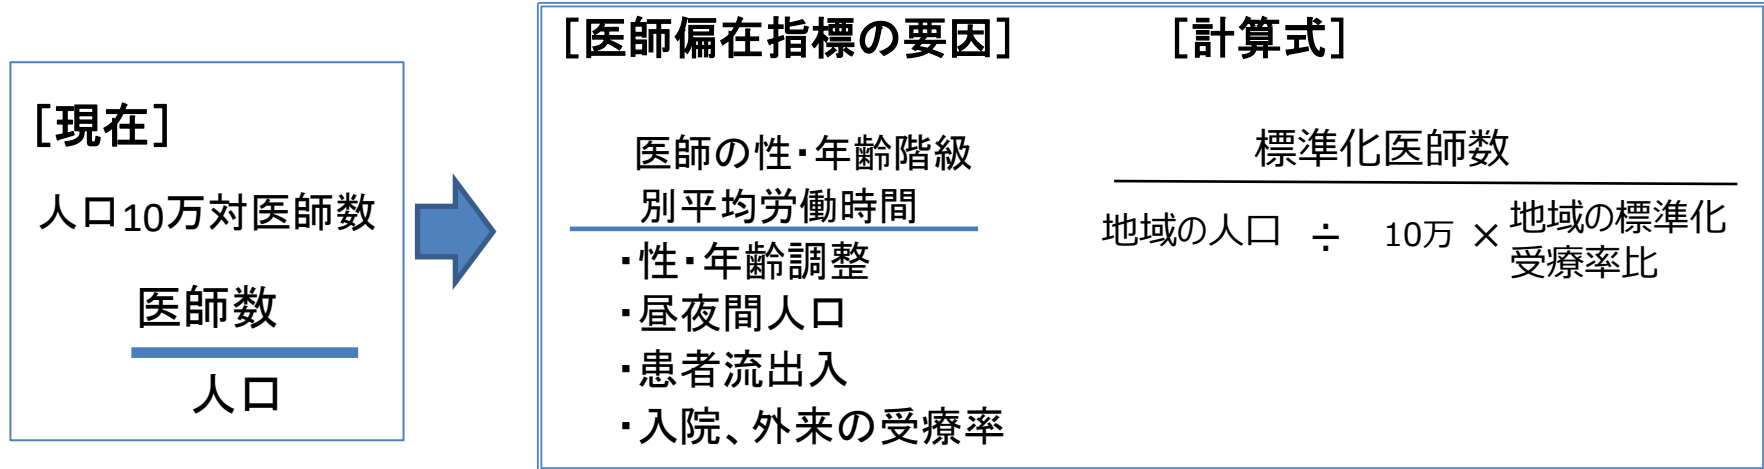 ［現在］
人口10万対医師数
医師数
人口
［医師偏在指標の要因］
医師の性・年齢階級
別平均労働時間
・性・年齢調整
・昼夜間人口
・患者流出入
・入院、外来の受療率
［計算式］
標準化医師数
地域の人口 ÷ 10万 × 地域の標準化
受療率比